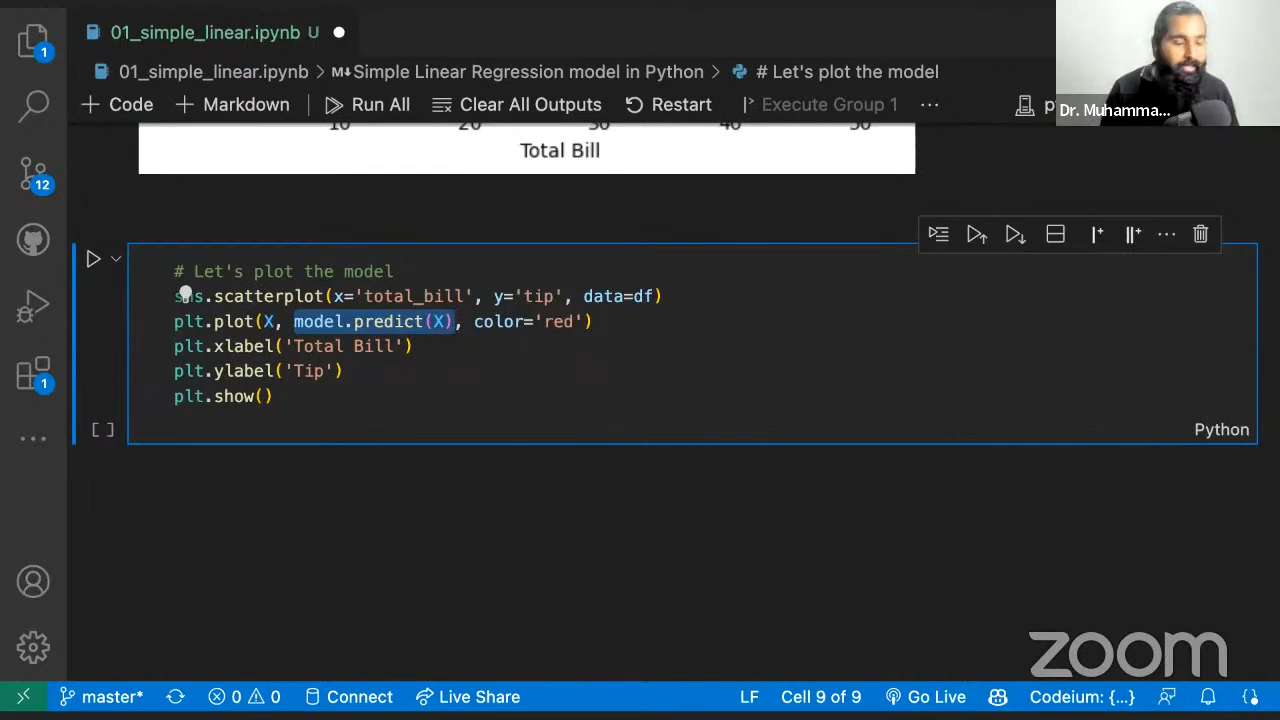 01_simple_linear.ipynb U
01_simple_linear.ipynb > M↓Simple Linear Regression model in Python > # Let's plot the model
+ Code + Markdown Run All Clear All Outputs Restart Execute Group 1 ... p
Dr. Muhamma...
1
10 20 30 40 50
Total Bill
12
# Let's plot the model
sns.scatterplot(x='total_bill', y='tip', data=df)
plt.plot(X, model.predict(X), color='red')
plt.xlabel('Total Bill')
plt.ylabel('Tip')
plt.show()
1
[ ]
Python
zoom
master* 0 0 Connect Live Share LF Cell 9 of 9 Go Live Codeium: {...}